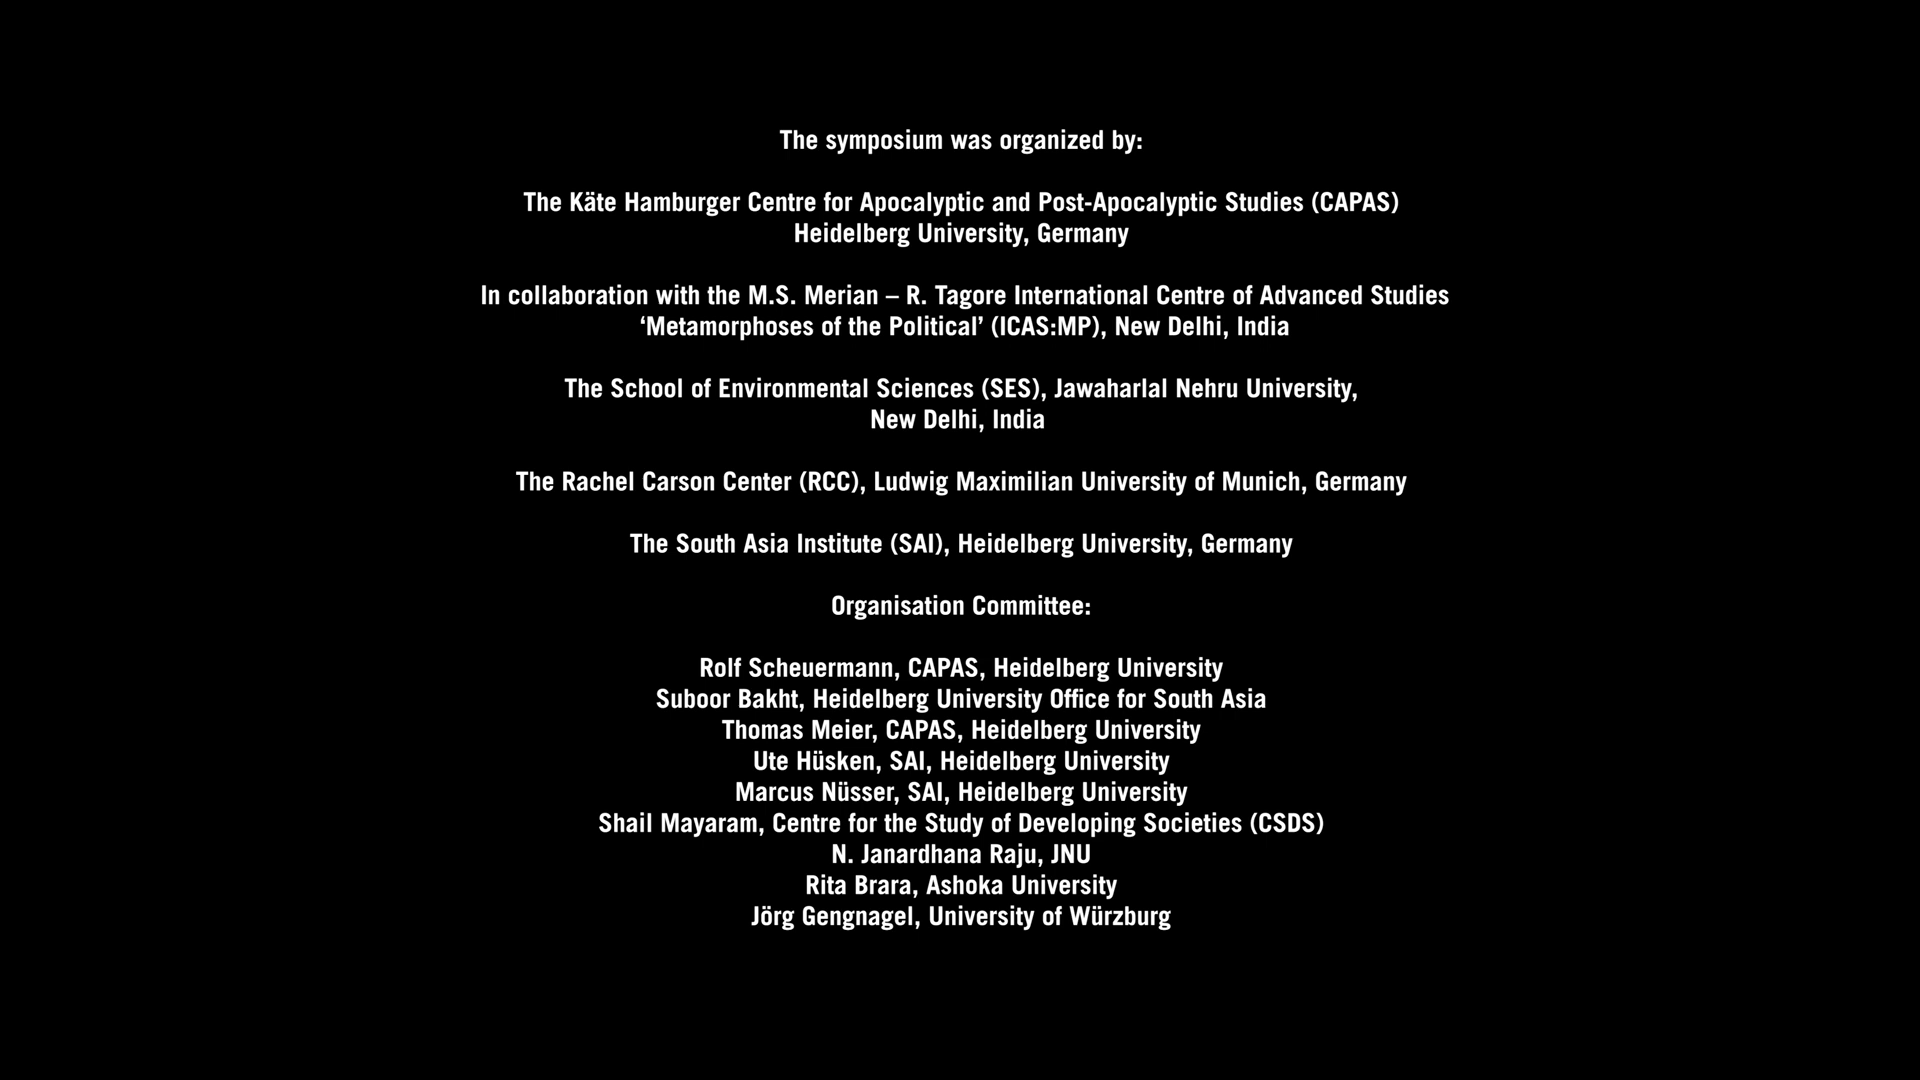 The symposium was organized by:
The Käte Hamburger Centre for Apocalyptic and Post-Apocalyptic Studies (CAPAS)
Heidelberg University, Germany
In collaboration with the M.S. Merian – R. Tagore International Centre of Advanced Studies
‘Metamorphoses of the Political’ (ICAS:MP), New Delhi, India
The School of Environmental Sciences (SES), Jawaharlal Nehru University,
New Delhi, India
The Rachel Carson Center (RCC), Ludwig Maximilian University of Munich, Germany
The South Asia Institute (SAI), Heidelberg University, Germany
Organisation Committee:
Rolf Scheuermann, CAPAS, Heidelberg University
Suboor Bakht, Heidelberg University Office for South Asia
Thomas Meier, CAPAS, Heidelberg University
Ute Hüsken, SAI, Heidelberg University
Marcus Nüsser, SAI, Heidelberg University
Shail Mayaram, Centre for the Study of Developing Societies (CSDS)
N. Janardhana Raju, JNU
Rita Brara, Ashoka University
Jörg Gengnagel, University of Würzburg